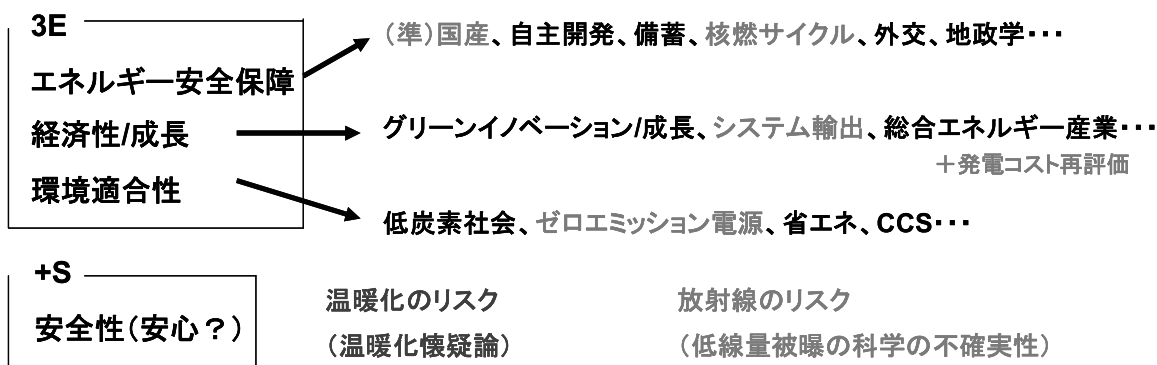 3E
エネルギー安全保障
経済性/成長
環境適合性
（準）国産、自主開発、備蓄、核燃サイクル、外交、地政学･･･
グリーンイノベーション/成長、システム輸出、総合エネルギー産業･･･
＋発電コスト再評価
低炭素社会、ゼロエミッション電源、省エネ、CCS･･･
+S
安全性（安心？）
温暖化のリスク
（温暖化懐疑論）
放射線のリスク
（低線量被曝の科学の不確実性）